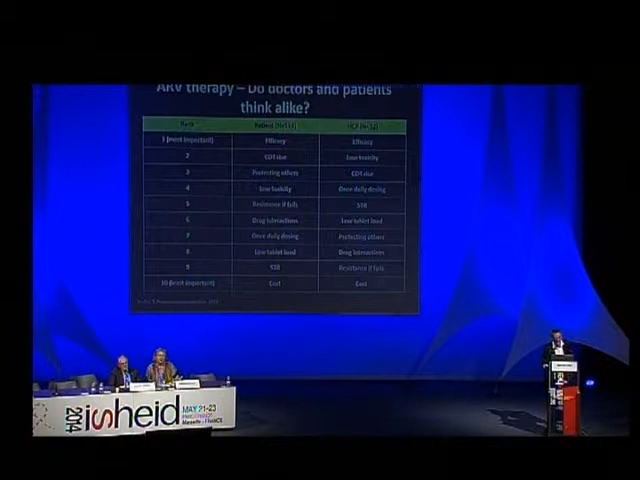 ARV therapy – Do doctors and patients
think alike?
Rank Patient HCP
1 (most important) Efficacy Efficacy
2 CD4 rise Low toxicity
3 Protecting others CD4 rise
4 Low toxicity Once daily dosing
5 Resistance if fails STR
6 Drug interactions Low tablet load
7 Once daily dosing Protecting others
8 Low tablet load Drug interactions
9 STR Resistance if fails
10 (least important) Cost Cost
2014 isheid MAY 21-23
Marseille - FRANCE